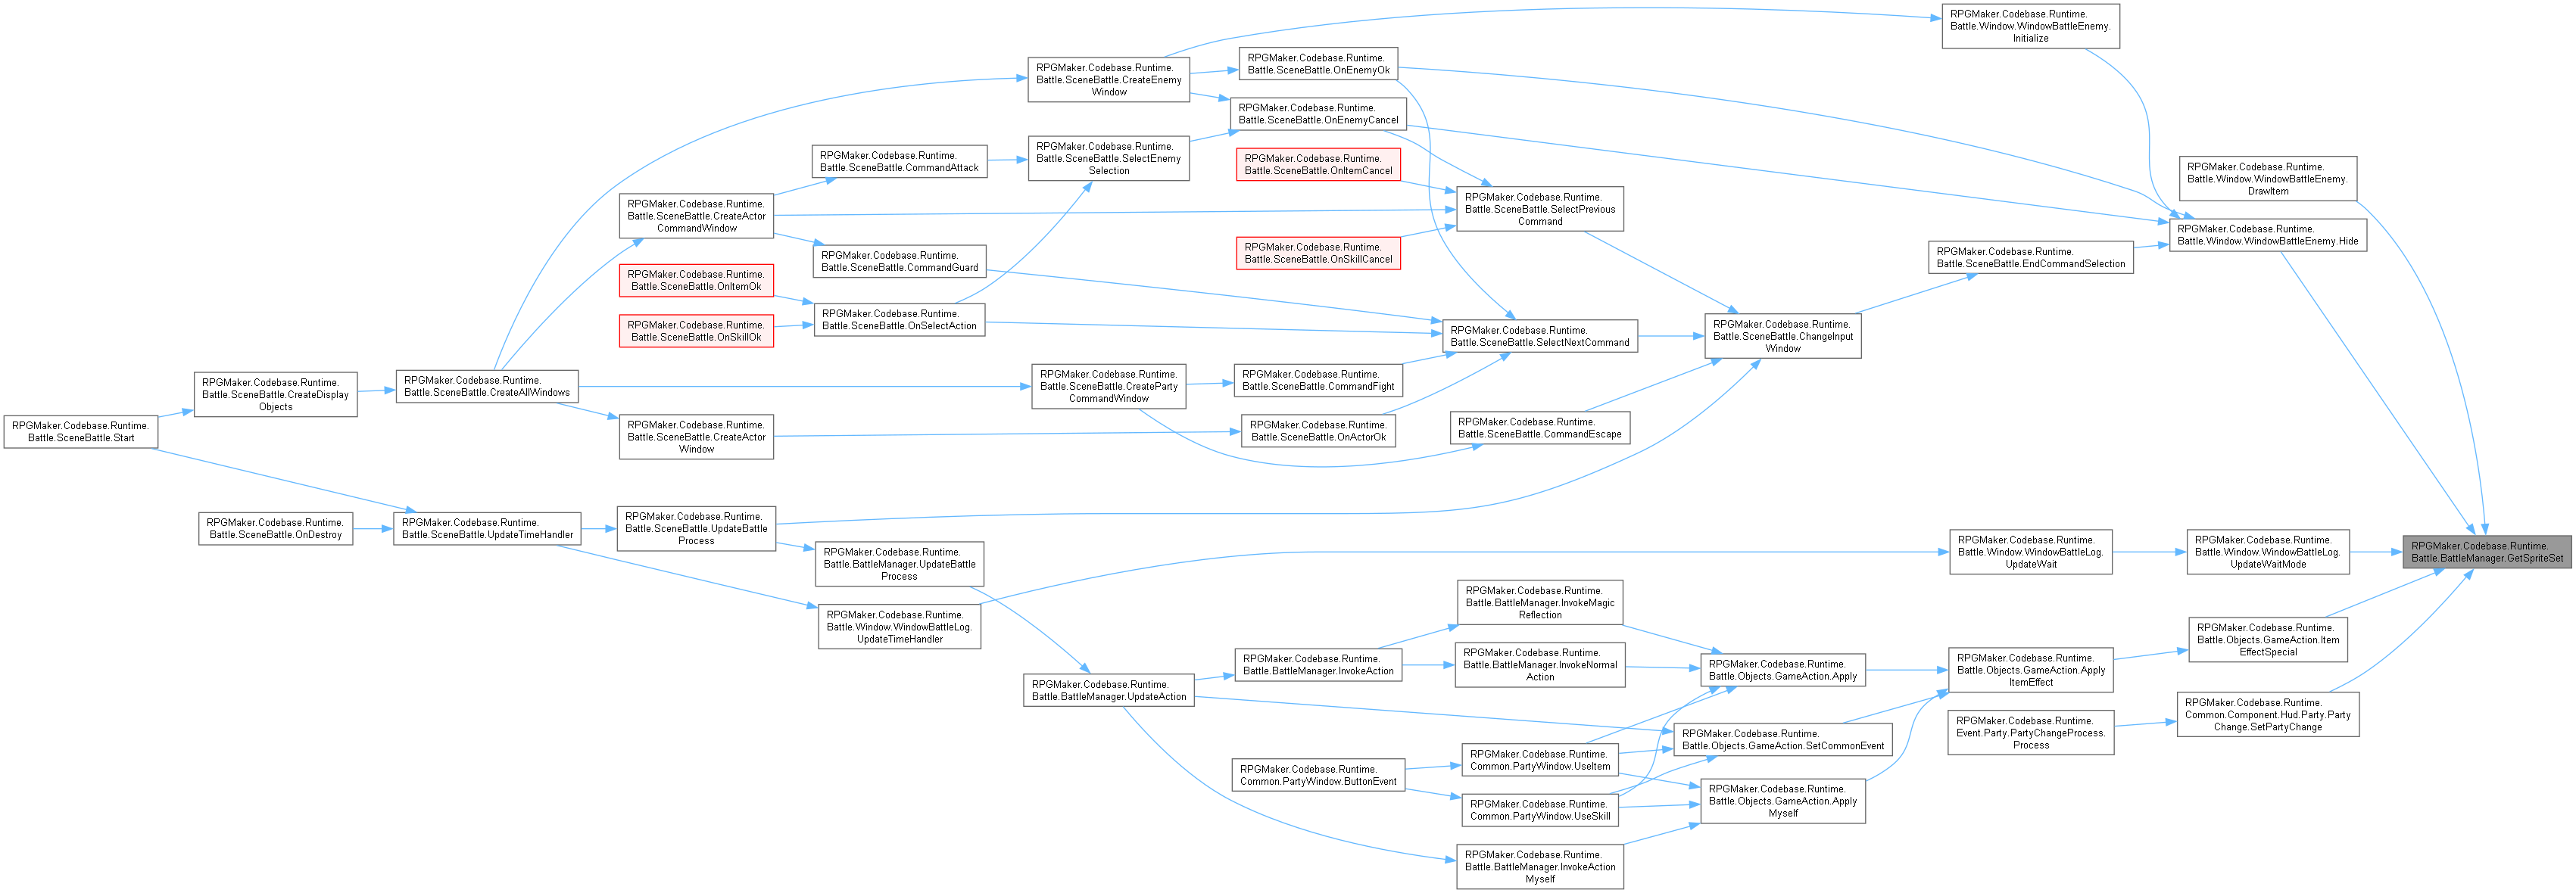 RPGMaker.Codebase.Runtime.
Battle.Window.WindowBattleEnemy.
Initialize
RPGMaker.Codebase.Runtime.
Battle.SceneBattle.OnEnemyOk
RPGMaker.Codebase.Runtime.
Battle.SceneBattle.CreateEnemy
Window
RPGMaker.Codebase.Runtime.
Battle.SceneBattle.OnEnemyCancel
RPGMaker.Codebase.Runtime.
Battle.SceneBattle.SelectEnemy
Selection
RPGMaker.Codebase.Runtime.
Battle.SceneBattle.CommandAttack
RPGMaker.Codebase.Runtime.
Battle.SceneBattle.OnItemCancel
RPGMaker.Codebase.Runtime.
Battle.Window.WindowBattleEnemy.
DrawItem
RPGMaker.Codebase.Runtime.
Battle.SceneBattle.SelectPrevious
Command
RPGMaker.Codebase.Runtime.
Battle.SceneBattle.CreateActor
CommandWindow
RPGMaker.Codebase.Runtime.
Battle.Window.WindowBattleEnemy.Hide
RPGMaker.Codebase.Runtime.
Battle.SceneBattle.OnSkillCancel
RPGMaker.Codebase.Runtime.
Battle.SceneBattle.EndCommandSelection
RPGMaker.Codebase.Runtime.
Battle.SceneBattle.CommandGuard
RPGMaker.Codebase.Runtime.
Battle.SceneBattle.OnItemOk
RPGMaker.Codebase.Runtime.
Battle.SceneBattle.OnSelectAction
RPGMaker.Codebase.Runtime.
Battle.SceneBattle.OnSkillOk
RPGMaker.Codebase.Runtime.
Battle.SceneBattle.SelectNextCommand
RPGMaker.Codebase.Runtime.
Battle.SceneBattle.ChangeInput
Window
RPGMaker.Codebase.Runtime.
Battle.SceneBattle.CreateParty
CommandWindow
RPGMaker.Codebase.Runtime.
Battle.SceneBattle.CommandFight
RPGMaker.Codebase.Runtime.
Battle.SceneBattle.CreateAllWindows
RPGMaker.Codebase.Runtime.
Battle.SceneBattle.CreateDisplay
Objects
RPGMaker.Codebase.Runtime.
Battle.SceneBattle.Start
RPGMaker.Codebase.Runtime.
Battle.SceneBattle.CreateActor
Window
RPGMaker.Codebase.Runtime.
Battle.SceneBattle.OnActorOk
RPGMaker.Codebase.Runtime.
Battle.SceneBattle.CommandEscape
RPGMaker.Codebase.Runtime.
Battle.SceneBattle.OnDestroy
RPGMaker.Codebase.Runtime.
Battle.SceneBattle.UpdateTimeHandler
RPGMaker.Codebase.Runtime.
Battle.SceneBattle.UpdateBattle
Process
RPGMaker.Codebase.Runtime.
Battle.BattleManager.UpdateBattle
Process
RPGMaker.Codebase.Runtime.
Battle.Window.WindowBattleLog.
UpdateWait
RPGMaker.Codebase.Runtime.
Battle.Window.WindowBattleLog.
UpdateWaitMode
RPGMaker.Codebase.Runtime.
Battle.BattleManager.GetSpriteSet
RPGMaker.Codebase.Runtime.
Battle.Window.WindowBattleLog.
UpdateTimeHandler
RPGMaker.Codebase.Runtime.
Battle.BattleManager.InvokeMagic
Reflection
RPGMaker.Codebase.Runtime.
Battle.Objects.GameAction.Item
EffectSpecial
RPGMaker.Codebase.Runtime.
Battle.BattleManager.InvokeAction
RPGMaker.Codebase.Runtime.
Battle.BattleManager.InvokeNormal
Action
RPGMaker.Codebase.Runtime.
Battle.Objects.GameAction.Apply
RPGMaker.Codebase.Runtime.
Battle.Objects.GameAction.Apply
ItemEffect
RPGMaker.Codebase.Runtime.
Battle.BattleManager.UpdateAction
RPGMaker.Codebase.Runtime.
Common.Component.Hud.Party.Party
Change.SetPartyChange
RPGMaker.Codebase.Runtime.
Event.Party.PartyChangeProcess.
Process
RPGMaker.Codebase.Runtime.
Battle.Objects.GameAction.SetCommonEvent
RPGMaker.Codebase.Runtime.
Common.PartyWindow.UseItem
RPGMaker.Codebase.Runtime.
Common.PartyWindow.ButtonEvent
RPGMaker.Codebase.Runtime.
Common.PartyWindow.UseSkill
RPGMaker.Codebase.Runtime.
Battle.Objects.GameAction.Apply
Myself
RPGMaker.Codebase.Runtime.
Battle.BattleManager.InvokeAction
Myself